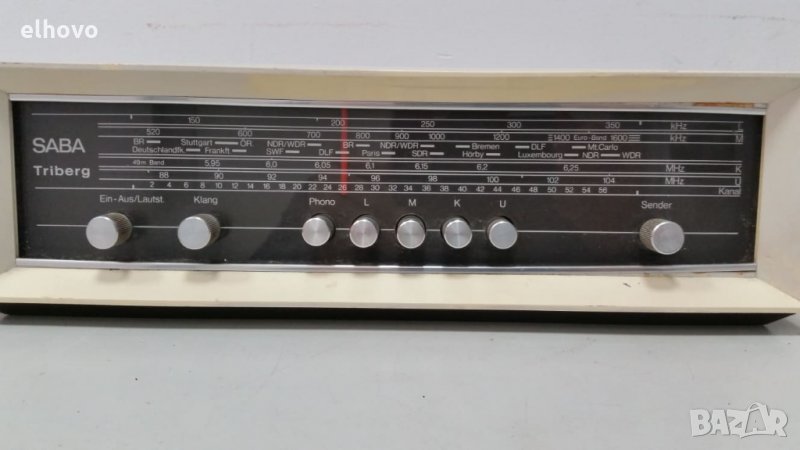 elhovo
150 200 250 300 350 kHz L
SABA
520 600 700 800 900 1000 1200 1400 Euro-Band 1600 kHz M
BR Stuttgart ÖR. NDR/WDR BR NDR/WDR Bremen DLF Mt.Carlo
Deutschlandfk. Frankft SWF DLF Paris SDR Hörby Luxembourg NDR WDR
Triberg
49m Band 5,95 6,0 6,05 6,1 6,15 6,2 6,25 MHz K
88 90 92 94 96 98 100 102 104 MHz U
2 4 6 8 10 12 14 16 18 20 22 24 26 28 30 32 34 36 38 40 42 44 46 48 50 52 54 56 Kanal
Ein-Aus/Lautst. Klang Phono L M K U Sender
BAZAR